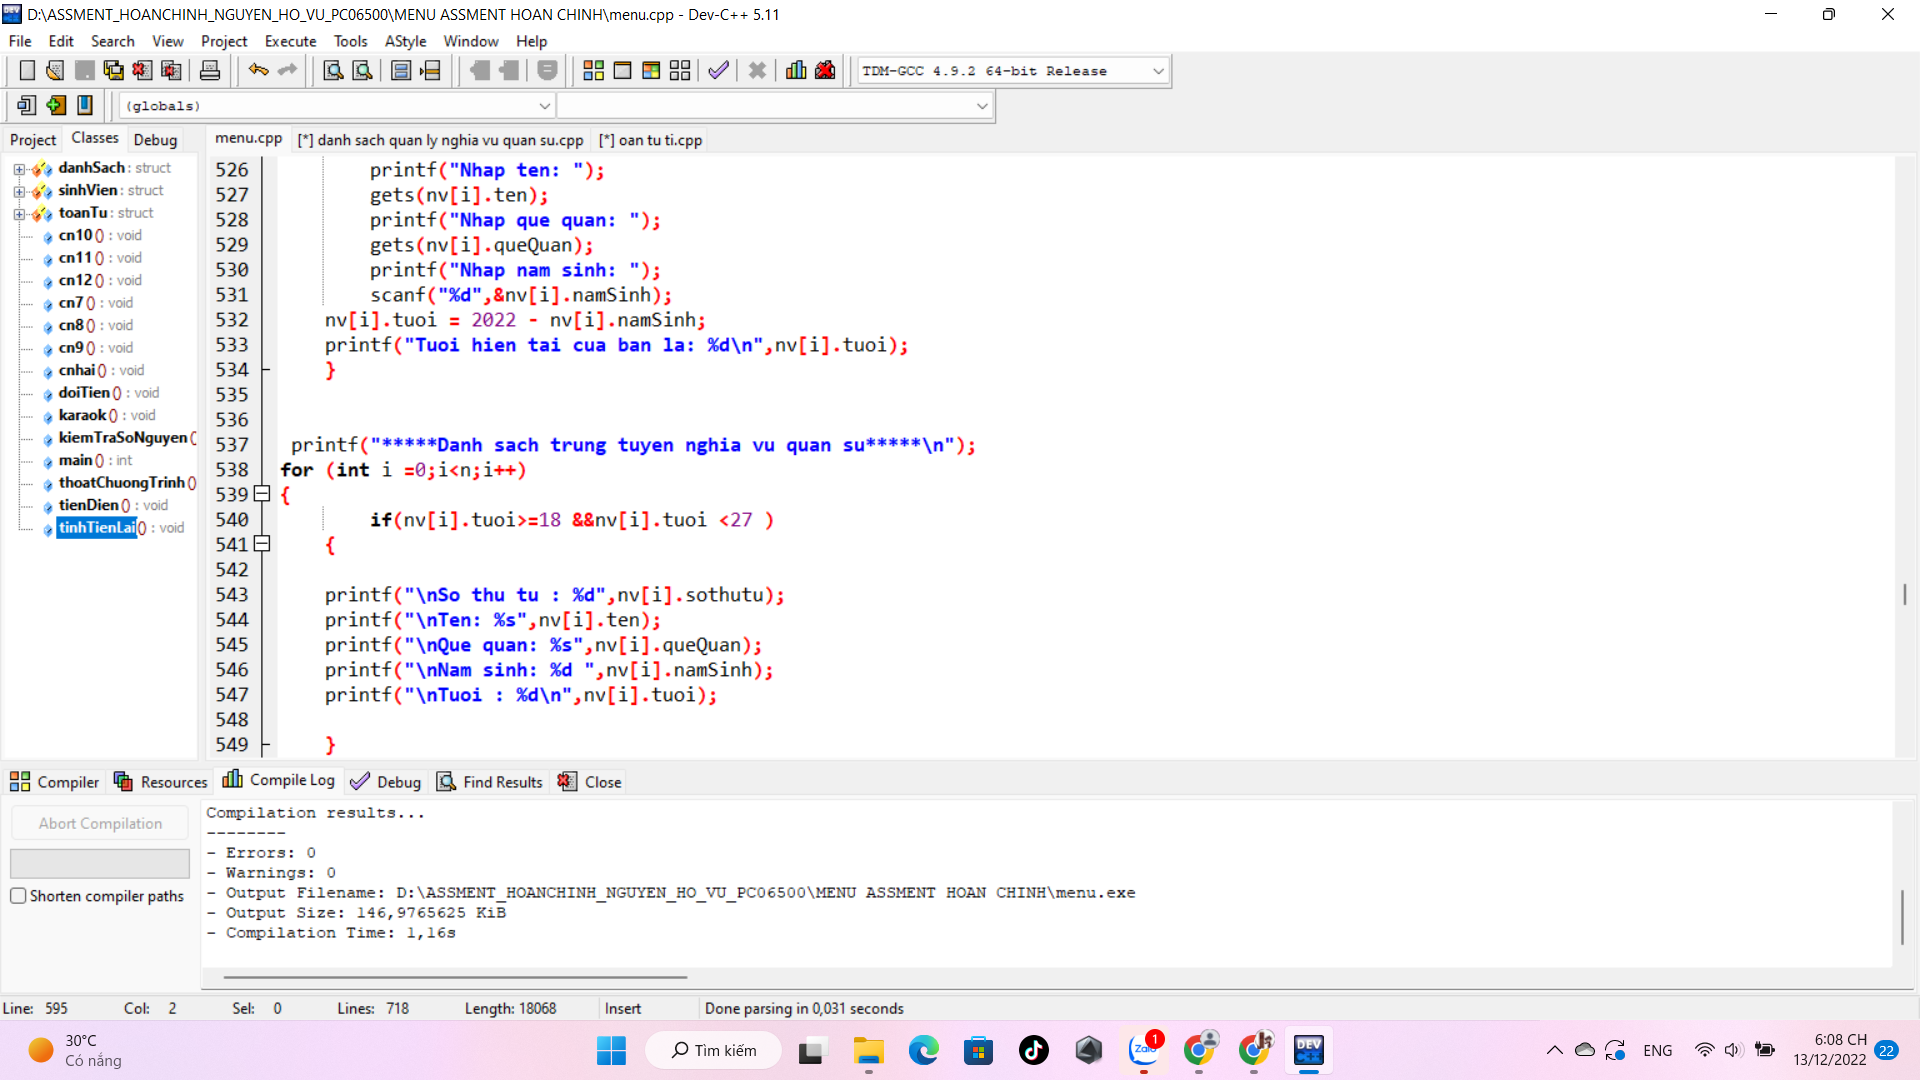 D:\ASSMENT_HOANCHINH_NGUYEN_HO_VU_PC06500\MENU ASSMENT HOAN CHINH\menu.cpp - Dev-C++ 5.11
File Edit Search View Project Execute Tools AStyle Window Help
TDM-GCC 4.9.2 64-bit Release
(globals)
Project Classes Debug
menu.cpp [*] danh sach quan ly nghia vu quan su.cpp [*] oan tu ti.cpp
danhSach : struct
sinhVien : struct
toanTu : struct
cn10 () : void
cn11 () : void
cn12 () : void
cn7 () : void
cn8 () : void
cn9 () : void
cnhai () : void
doiTien () : void
karaok () : void
kiemTraSoNguyen (
main () : int
thoatChuongTrinh ()
tienDien () : void
tinhTienLai () : void
526 printf("Nhap ten: ");
527 gets(nv[i].ten);
528 printf("Nhap que quan: ");
529 gets(nv[i].queQuan);
530 printf("Nhap nam sinh: ");
531 scanf("%d",&nv[i].namSinh);
532 nv[i].tuoi = 2022 - nv[i].namSinh;
533 printf("Tuoi hien tai cua ban la: %d\n",nv[i].tuoi);
534 }
535
536
537 printf("*****Danh sach trung tuyen nghia vu quan su*****\n");
538 for (int i =0;i<n;i++)
539 {
540 if(nv[i].tuoi>=18 &&nv[i].tuoi <27 )
541 {
542
543 printf("\nSo thu tu : %d",nv[i].sothutu);
544 printf("\nTen: %s",nv[i].ten);
545 printf("\nQue quan: %s",nv[i].queQuan);
546 printf("\nNam sinh: %d ",nv[i].namSinh);
547 printf("\nTuoi : %d\n",nv[i].tuoi);
548
549 }
Compiler Resources Compile Log Debug Find Results Close
Abort Compilation
Shorten compiler paths
Compilation results...
--------
- Errors: 0
- Warnings: 0
- Output Filename: D:\ASSMENT_HOANCHINH_NGUYEN_HO_VU_PC06500\MENU ASSMENT HOAN CHINH\menu.exe
- Output Size: 146,9765625 KiB
- Compilation Time: 1,16s
Line: 595 Col: 2 Sel: 0 Lines: 718 Length: 18068 Insert Done parsing in 0,031 seconds
30°C
Có nắng
Tìm kiếm
Zalo
1
DEV
ENG
6:08 CH
13/12/2022
22